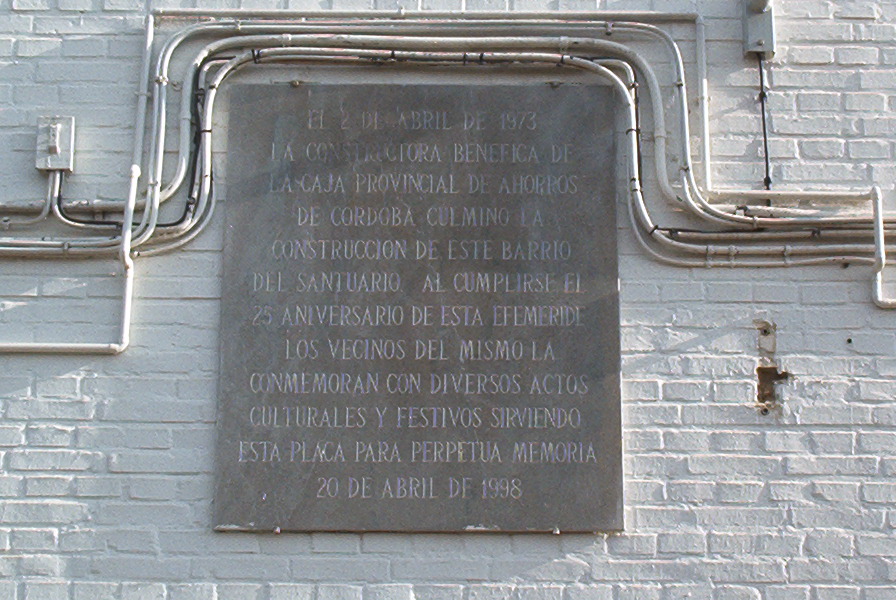 EL 2 DE ABRIL DE 1973
LA CONSTRUCTORA BENEFICA DE
LA CAJA PROVINCIAL DE AHORROS
DE CORDOBA CULMINO LA
CONSTRUCCION DE ESTE BARRIO
DEL SANTUARIO. AL CUMPLIRSE EL
25 ANIVERSARIO DE ESTA EFEMERIDE
LOS VECINOS DEL MISMO LA
CONMEMORAN CON DIVERSOS ACTOS
CULTURALES Y FESTIVOS SIRVIENDO
ESTA PLACA PARA PERPETUA MEMORIA
20 DE ABRIL DE 1998